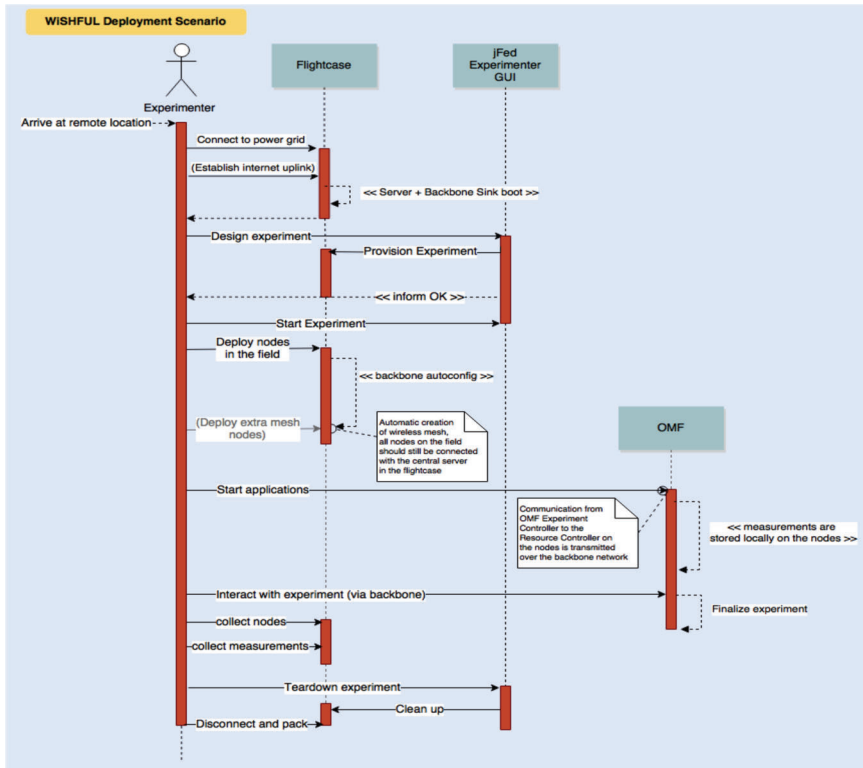 WiSHFUL Deployment Scenario
Flightcase
jFed
Experimenter
GUI
Experimenter
Arrive at remote location
Connect to power grid
(Establish internet uplink)
<< Server + Backbone Sink boot >>
Design experiment
Provision Experiment
<< inform OK >>
Start Experiment
Deploy nodes
in the field
<< backbone autoconfig >>
(Deploy extra mesh
nodes)
Automatic creation
of wireless mesh,
all nodes on the field
should still be connected
with the central server
in the flightcase
OMF
Start applications
Communication from
OMF Experiment
Controller to the
Resource Controller on
the nodes is transmitted
over the backbone network
<< measurements are
stored locally on the nodes >>
Interact with experiment (via backbone)
Finalize experiment
collect nodes
collect measurements
Teardown experiment
Clean up
Disconnect and pack